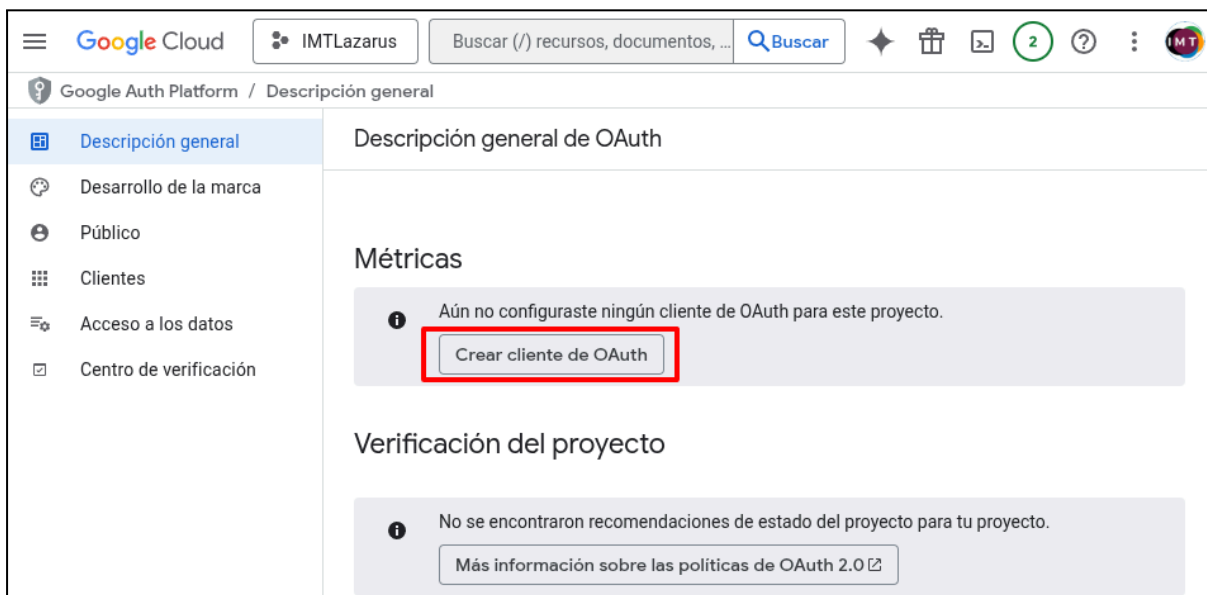 Google Cloud IMTLazarus Buscar (/) recursos, documentos, ... Buscar 2 IMT
Google Auth Platform / Descripción general
Descripción general
Desarrollo de la marca
Público
Clientes
Acceso a los datos
Centro de verificación
Descripción general de OAuth
Métricas
Aún no configuraste ningún cliente de OAuth para este proyecto.
Crear cliente de OAuth
Verificación del proyecto
No se encontraron recomendaciones de estado del proyecto para tu proyecto.
Más información sobre las políticas de OAuth 2.0